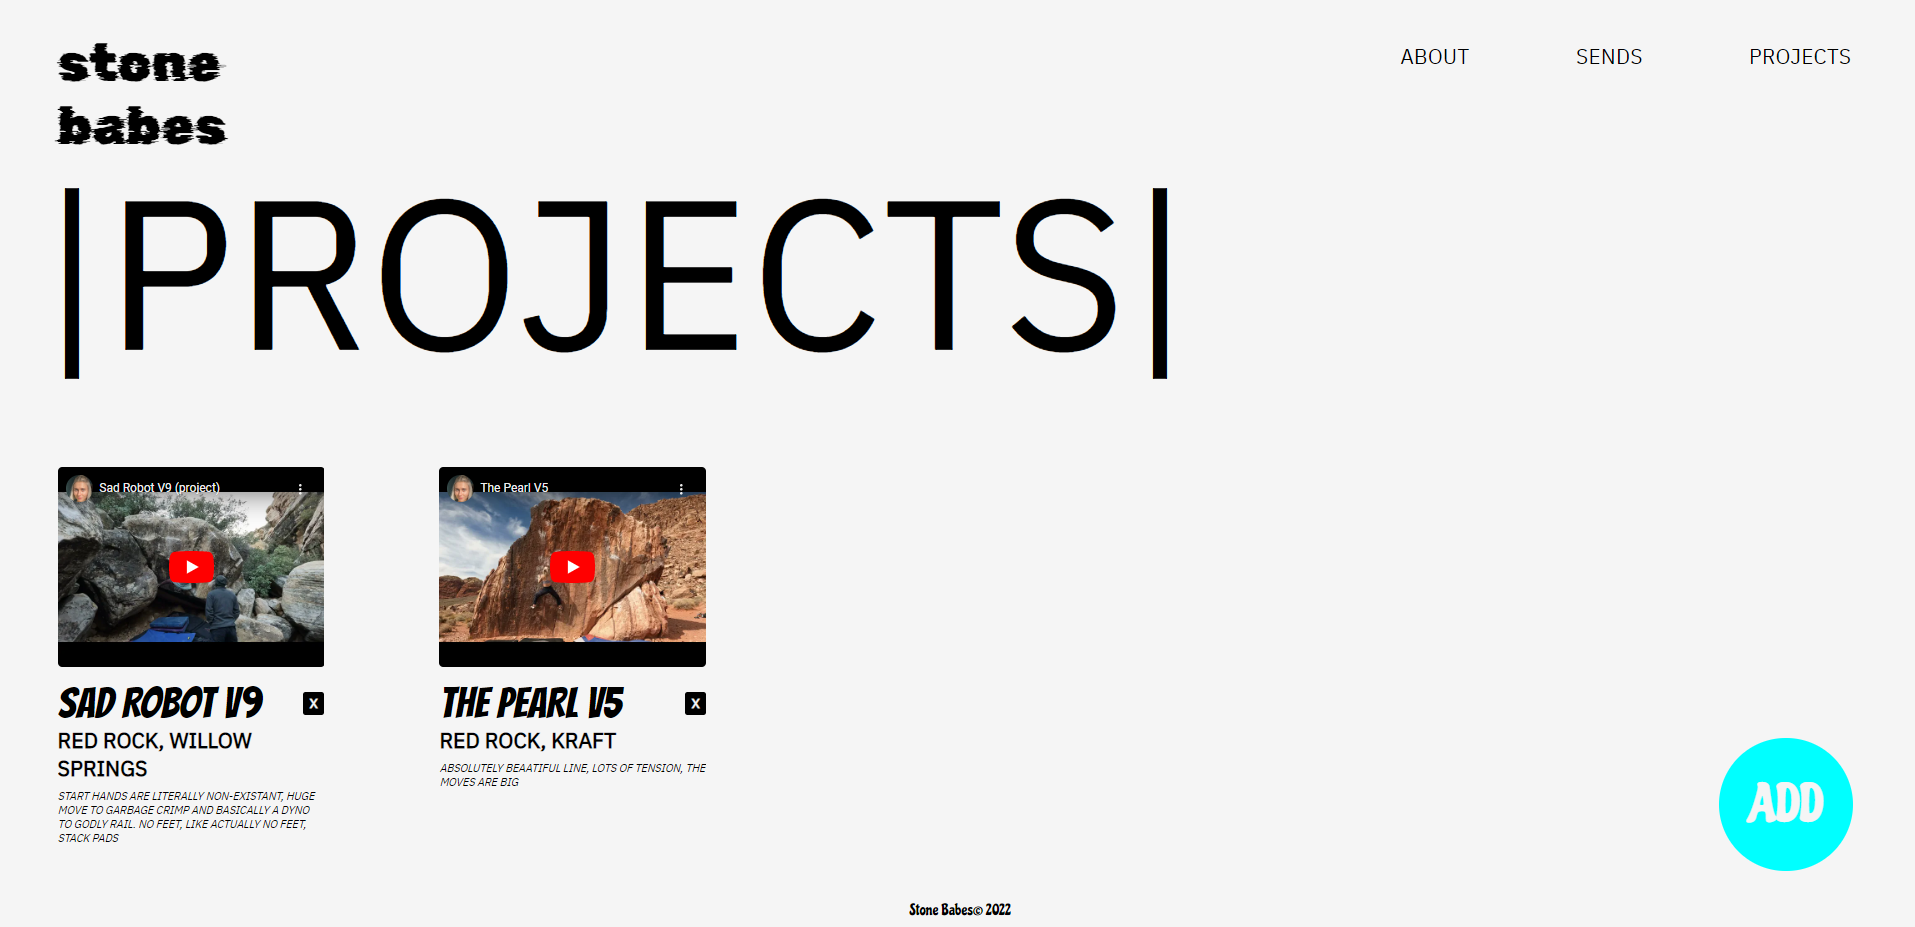 stone
babes
ABOUT
SENDS
PROJECTS
|PROJECTS|
Sad Robot V9 (project)
The Pearl V5
SAD ROBOT V9
X
RED ROCK, WILLOW
SPRINGS
START HANDS ARE LITERALLY NON-EXISTANT, HUGE
MOVE TO GARBAGE CRIMP AND BASICALLY A DYNO
TO GODLY RAIL. NO FEET, LIKE ACTUALLY NO FEET,
STACK PADS
THE PEARL V5
X
RED ROCK, KRAFT
ABSOLUTELY BEAATIFUL LINE, LOTS OF TENSION, THE
MOVES ARE BIG
ADD
Stone Babes© 2022